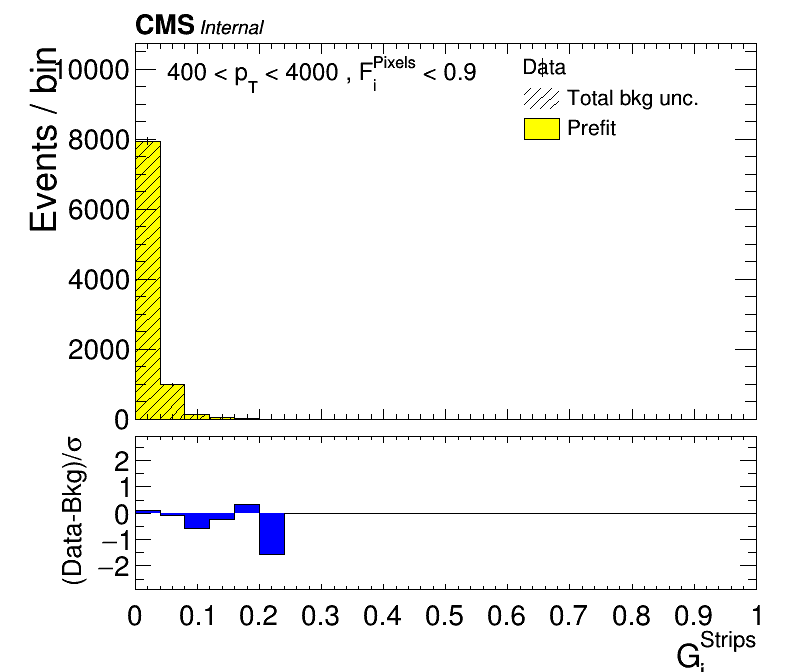 CMS Internal
Events / bin
10000
8000
6000
4000
2000
0
400 < p_T < 4000 , F_i^Pixels < 0.9
Data
Total bkg unc.
Prefit
(Data-Bkg)/σ
2
1
0
−1
−2
0 0.1 0.2 0.3 0.4 0.5 0.6 0.7 0.8 0.9 1
G_i^Strips